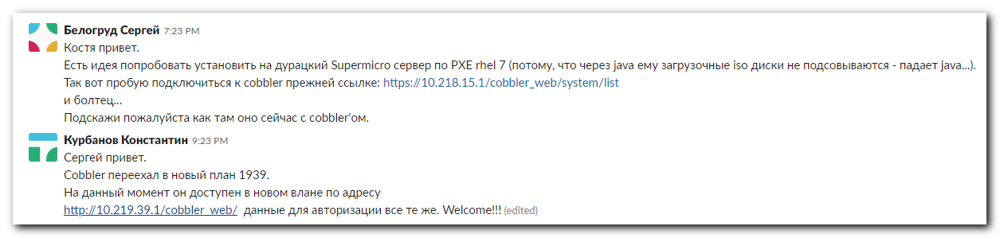 Белогруд Сергей 7:23 PM
Костя привет.
Есть идея попробовать установить на дурацкий Supermicro сервер по PXE rhel 7 (потому, что через java ему загрузочные iso диски не подсовываются - падает java...).
Так вот пробую подключиться к cobbler прежней ссылке: https://10.218.15.1/cobbler_web/system/list
и болтец...
Подскажи пожалуйста как там оно сейчас с cobbler'ом.
Курбанов Константин 9:23 PM
Сергей привет.
Cobbler переехал в новый план 1939.
На данный момент он доступен в новом влане по адресу
http://10.219.39.1/cobbler_web/ данные для авторизации все те же. Welcome!!! (edited)